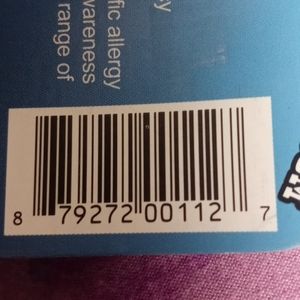 y
fic allergy
wareness
range of
8 79272 00112 7